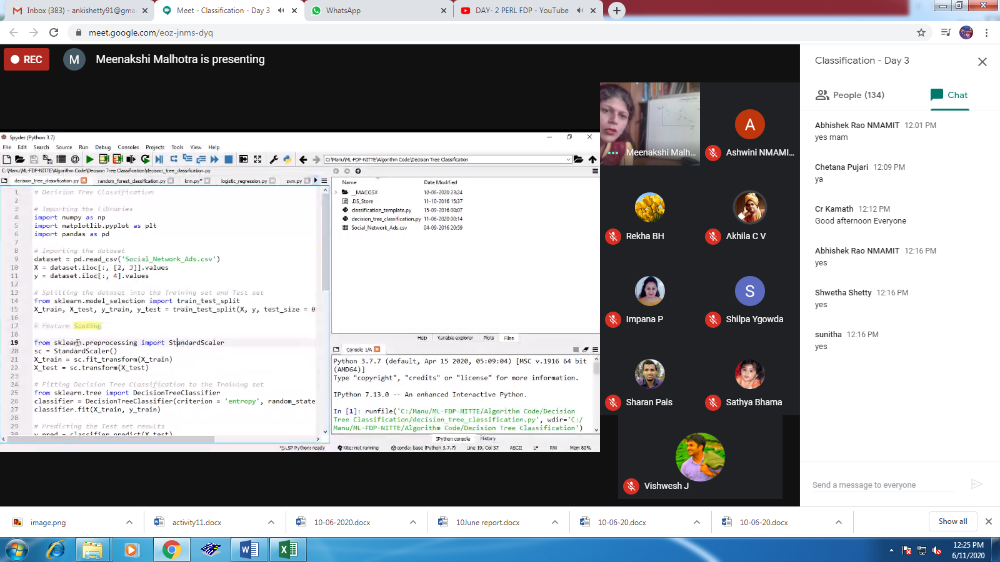 Inbox (383) - ankishetty91@gma
Meet - Classification - Day 3
WhatsApp
DAY- 2 PERL FDP - YouTube
meet.google.com/eoz-jnms-dyq
REC
M
Meenakshi Malhotra is presenting
Classification - Day 3
People (134)
Chat
Abhishek Rao NMAMIT 12:01 PM
yes mam
Chetana Pujari 12:09 PM
ya
Cr Kamath 12:12 PM
Good afternoon Everyone
Abhishek Rao NMAMIT 12:16 PM
yes
Shwetha Shetty 12:16 PM
yes
sunitha 12:16 PM
yes
Send a message to everyone
Meenakshi Malh...
A
Ashwini NMAMI...
Rekha BH
Akhila C V
Impana P
S
Shilpa Ygowda
Sharan Pais
Sathya Bhama
Vishwesh J
Spyder (Python 3.7)
File Edit Search Source Run Debug Consoles Projects Tools View Help
C:\Manu\ML-FDP-NITTE\Algorithm Code\Decision Tree Classification
C:\Manu\ML-FDP-NITTE\Algorithm Code\Decision Tree Classification\decision_tree_classification.py
decision_tree_classification.py
random_forest_classification.py
knn.py*
logistic_regression.py
svm.py
1 # Decision Tree Classification
2
3 # Importing the libraries
4 import numpy as np
5 import matplotlib.pyplot as plt
6 import pandas as pd
7
8 # Importing the dataset
9 dataset = pd.read_csv('Social_Network_Ads.csv')
10 X = dataset.iloc[:, [2, 3]].values
11 y = dataset.iloc[:, 4].values
12
13 # Splitting the dataset into the Training set and Test set
14 from sklearn.model_selection import train_test_split
15 X_train, X_test, y_train, y_test = train_test_split(X, y, test_size = 0
16
17 # Feature Scaling
18
19 from sklearn.preprocessing import StandardScaler
20 sc = StandardScaler()
21 X_train = sc.fit_transform(X_train)
22 X_test = sc.transform(X_test)
23
24 # Fitting Decision Tree Classification to the Training set
25 from sklearn.tree import DecisionTreeClassifier
26 classifier = DecisionTreeClassifier(criterion = 'entropy', random_state
27 classifier.fit(X_train, y_train)
28
29 # Predicting the Test set results
30 y_pred = classifier.predict(X_test)
Name Date Modified
__MACOSX 10-06-2020 23:24
.DS_Store 11-10-2016 15:37
classification_template.py 15-09-2016 00:07
decision_tree_classification.py 11-06-2020 00:14
Social_Network_Ads.csv 04-09-2016 20:59
Help Variable explorer Plots Files
Console 1/A
Python 3.7.7 (default, Apr 15 2020, 05:09:04) [MSC v.1916 64 bit
(AMD64)]
Type "copyright", "credits" or "license" for more information.
IPython 7.13.0 -- An enhanced Interactive Python.
In [1]: runfile('C:/Manu/ML-FDP-NITTE/Algorithm Code/Decision
Tree Classification/decision_tree_classification.py', wdir='C:/
Manu/ML-FDP-NITTE/Algorithm Code/Decision Tree Classification')
IPython console History
LSP Python: ready
Kite: not running
conda: base (Python 3.7.7)
Line 19, Col 37
ASCII
LF
RW
Mem 80%
image.png
activity11.docx
10-06-2020.docx
10June report.docx
10-06-20.docx
10-06-20.docx
Show all
12:25 PM
6/11/2020